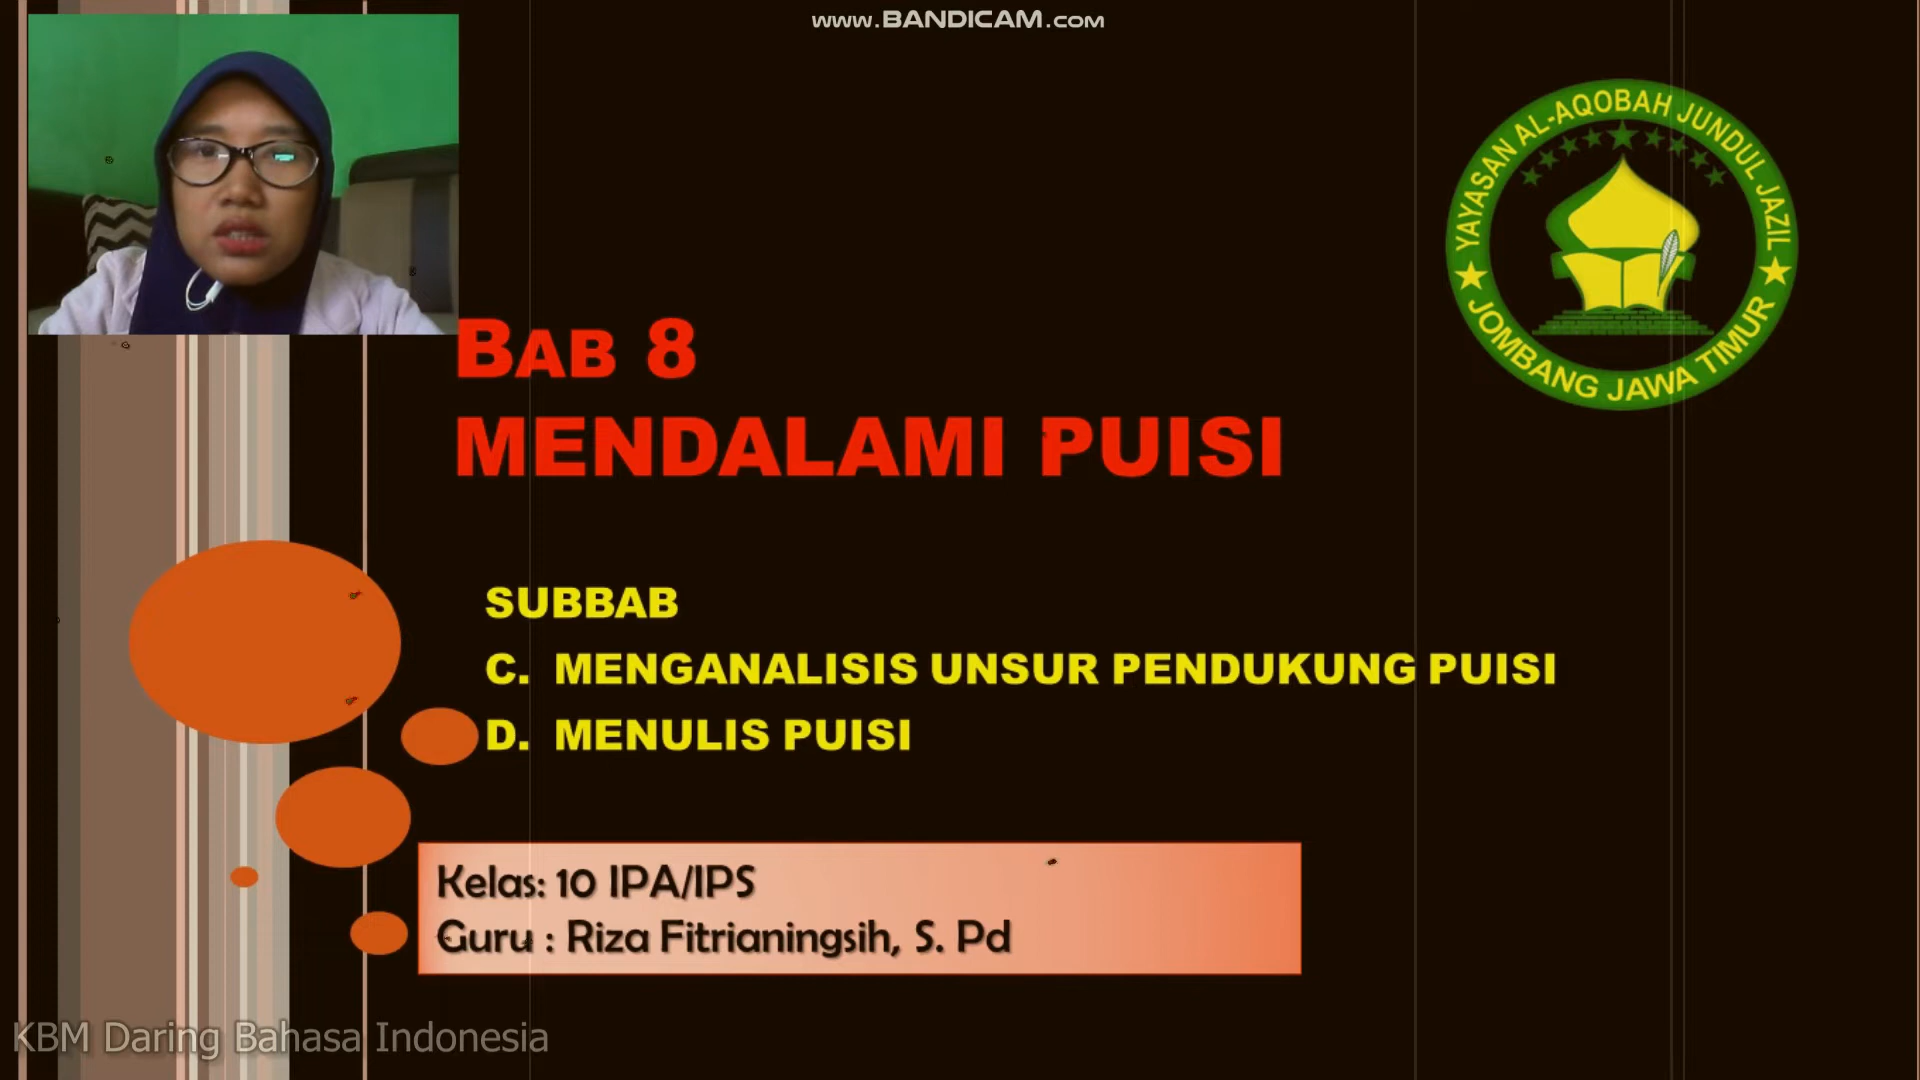 www.BANDICAM.com
YAYASAN AL-AQOBAH JUNDUL JAZIL
JOMBANG JAWA TIMUR
BAB 8
MENDALAMI PUISI
SUBBAB
C. MENGANALISIS UNSUR PENDUKUNG PUISI
D. MENULIS PUISI
Kelas: 10 IPA/IPS
Guru : Riza Fitrianingsih, S. Pd
KBM Daring Bahasa Indonesia